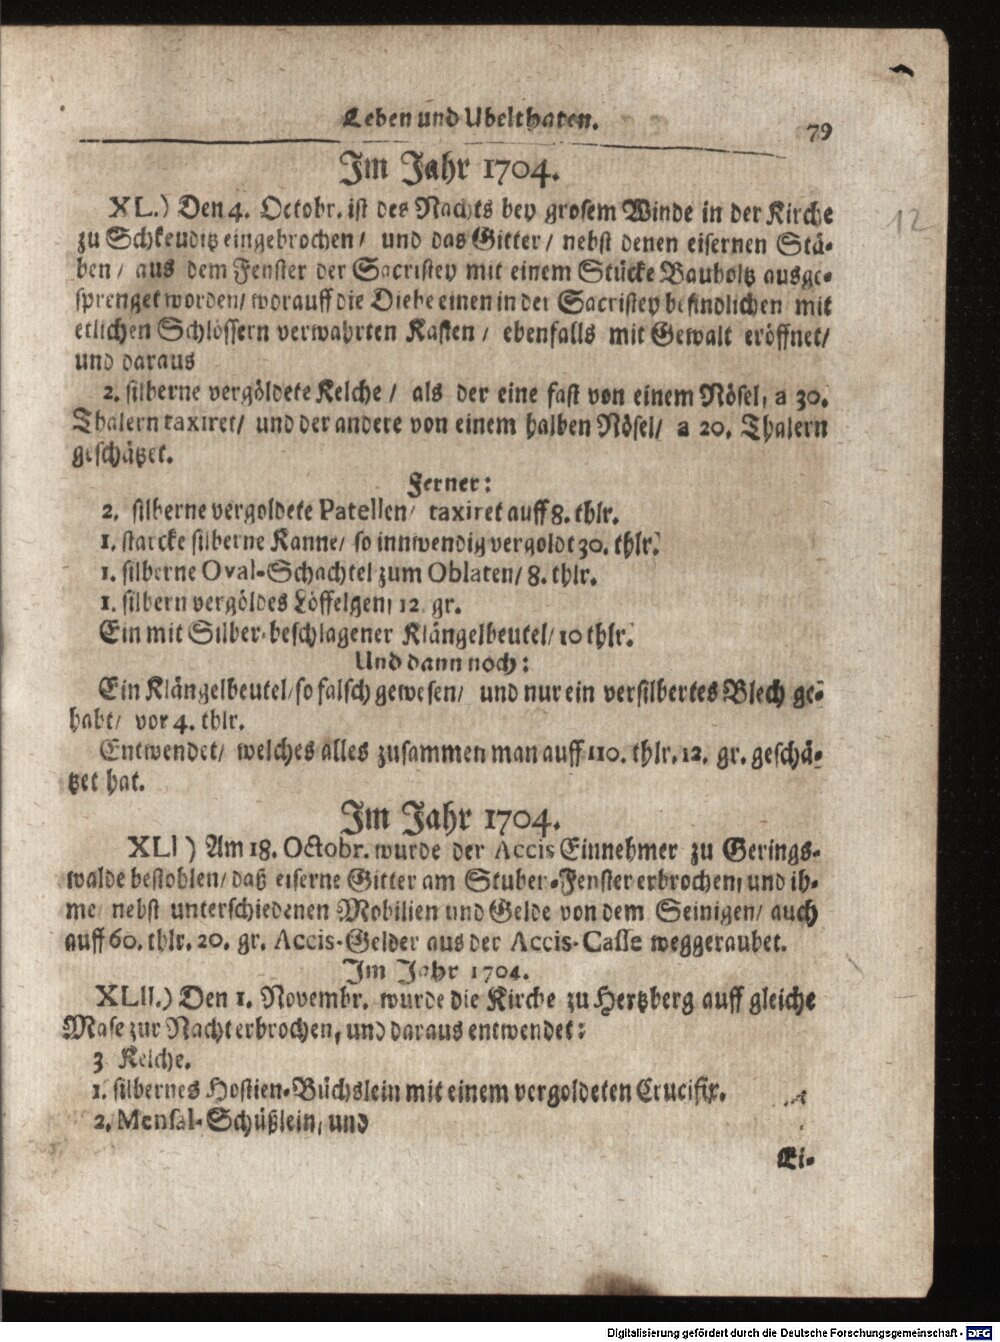 Leben und Ubelthaten. 79
Im Jahr 1704.
XL.) Den 4. Octobr. ist des Nachts bey grosem Winde in der Kirche
zu Schkeuditz eingebrochen / und das Gitter / nebst denen eisernen Stä-
ben / aus dem Fenster der Sacristey mit einem Stücke Bauholtz ausge-
sprenget worden / worauff die Diebe einen in der Sacristey befindlichen mit
etlichen Schlössern verwahrten Kasten / ebenfalls mit Gewalt eröffnet /
und daraus
2. silberne vergöldete Kelche / als der eine fast von einem Nösel, a 30.
Thalern taxiret / und der andere von einem halben Nösel / a 20. Thalern
geschätzet.
Ferner:
2. silberne vergoldete Patellen / taxiret auff 8. thlr.
1. starcke silberne Kanne / so innwendig vergoldt 30. thlr.
1. silberne Oval-Schachtel zum Oblaten / 8. thlr.
1. silbern vergöldes Löffelgen, 12 gr.
Ein mit Silber-beschlagener Klängelbeutel / 10 thlr.
Und dann noch:
Ein Klängelbeutel / so falsch gewesen / und nur ein versilbertes Blech ge-
habt / vor 4. thlr.
Entwendet / welches alles zusammen man auff 110. thlr. 12. gr. geschä-
tzet hat.
Im Jahr 1704.
XLI) Am 18. Octobr. wurde der Accis Einnehmer zu Gerings-
walde bestohlen / daß eiserne Gitter am Stuben-Fenster erbrochen, und ih-
me nebst unterschiedenen Mobilien und Gelde von dem Seinigen / auch
auff 60. thlr. 20. gr. Accis-Gelder aus der Accis-Casse weggeraubet.
Im Jahr 1704.
XLII.) Den 1. Novembr. wurde die Kirche zu Hertzberg auff gleiche
Mase zur Nacht erbrochen, und daraus entwendet:
3 Kelche.
1. silbernes Hostien-Büchslein mit einem vergoldeten Crucifix.
2. Mensal-Schüßlein, und
Ei-
12
Digitalisierung gefördert durch die Deutsche Forschungsgemeinschaft - DFG